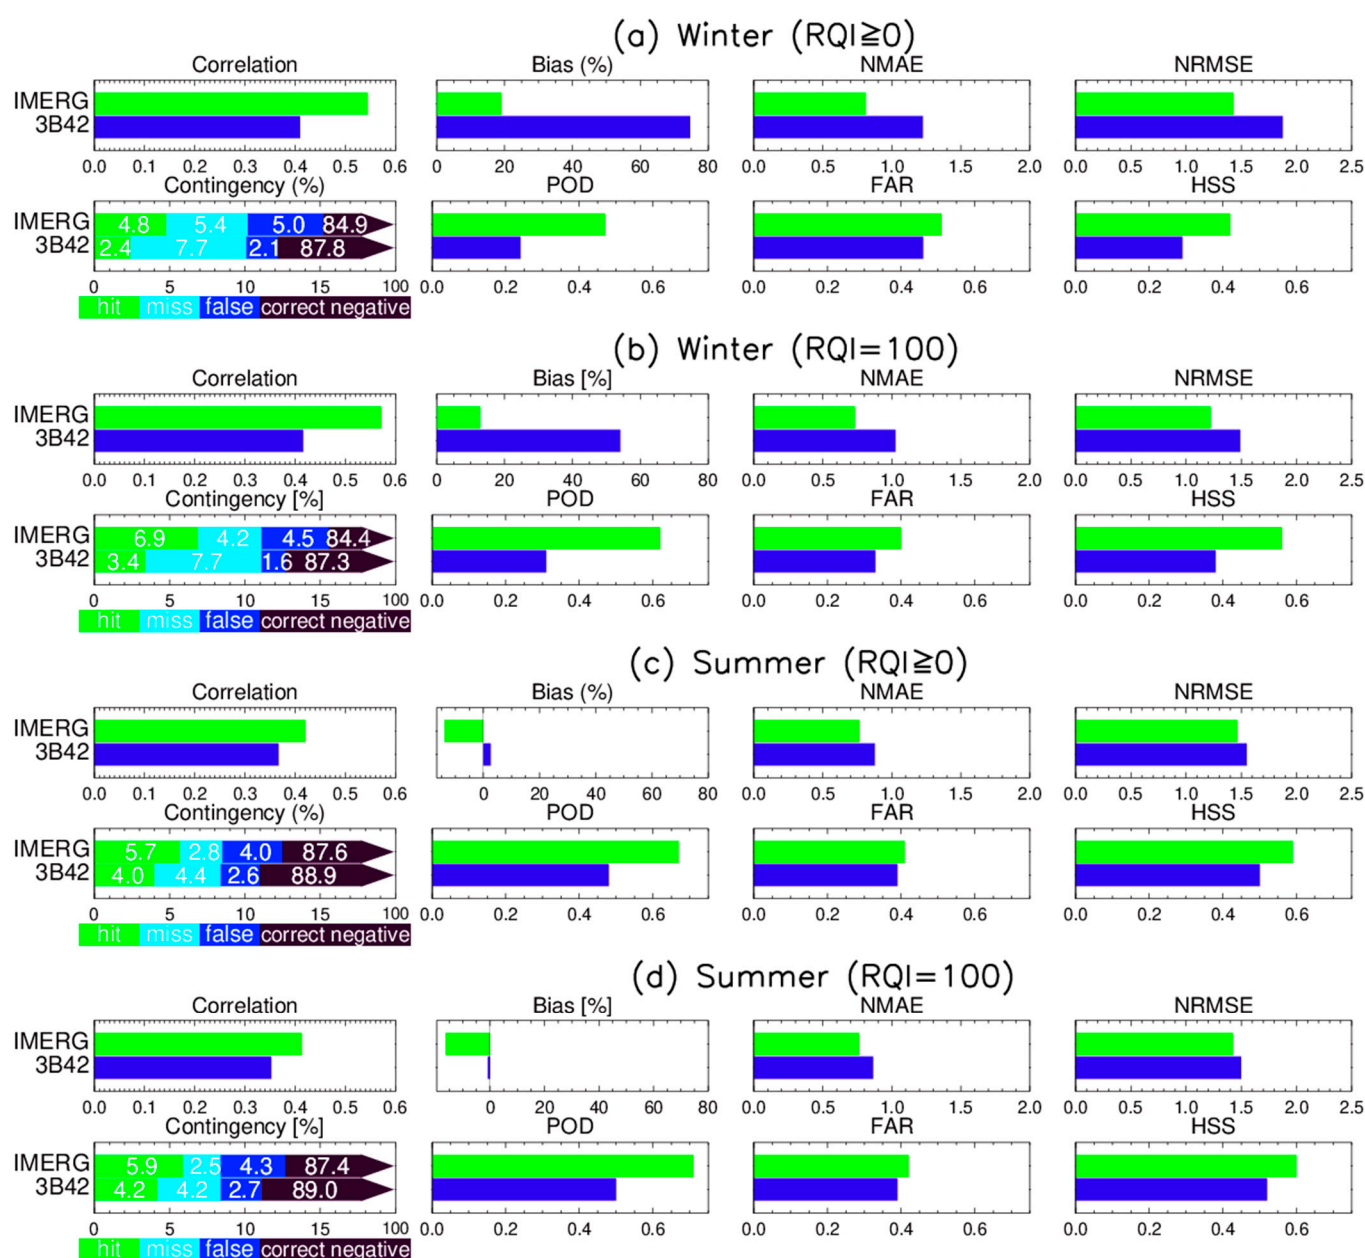 (a) Winter (RQI≧0)
Correlation Bias (%) NMAE NRMSE
IMERG
3B42
0.0 0.1 0.2 0.3 0.4 0.5 0.6 0 20 40 60 80 0.0 0.5 1.0 1.5 2.0 0.0 0.5 1.0 1.5 2.0 2.5
Contingency (%) POD FAR HSS
IMERG 4.8 5.4 5.0 84.9
3B42 2.4 7.7 2.1 87.8
0 5 10 15 100 0.0 0.2 0.4 0.6 0.0 0.2 0.4 0.6 0.0 0.2 0.4 0.6
hit miss false correct negative
(b) Winter (RQI=100)
Correlation Bias [%] NMAE NRMSE
IMERG
3B42
0.0 0.1 0.2 0.3 0.4 0.5 0.6 0 20 40 60 80 0.0 0.5 1.0 1.5 2.0 0.0 0.5 1.0 1.5 2.0 2.5
Contingency [%] POD FAR HSS
IMERG 6.9 4.2 4.5 84.4
3B42 3.4 7.7 1.6 87.3
0 5 10 15 100 0.0 0.2 0.4 0.6 0.0 0.2 0.4 0.6 0.0 0.2 0.4 0.6
hit miss false correct negative
(c) Summer (RQI≧0)
Correlation Bias (%) NMAE NRMSE
IMERG
3B42
0.0 0.1 0.2 0.3 0.4 0.5 0.6 0 20 40 60 80 0.0 0.5 1.0 1.5 2.0 0.0 0.5 1.0 1.5 2.0 2.5
Contingency (%) POD FAR HSS
IMERG 5.7 2.8 4.0 87.6
3B42 4.0 4.4 2.6 88.9
0 5 10 15 100 0.0 0.2 0.4 0.6 0.0 0.2 0.4 0.6 0.0 0.2 0.4 0.6
hit miss false correct negative
(d) Summer (RQI=100)
Correlation Bias [%] NMAE NRMSE
IMERG
3B42
0.0 0.1 0.2 0.3 0.4 0.5 0.6 0 20 40 60 80 0.0 0.5 1.0 1.5 2.0 0.0 0.5 1.0 1.5 2.0 2.5
Contingency [%] POD FAR HSS
IMERG 5.9 2.5 4.3 87.4
3B42 4.2 4.2 2.7 89.0
0 5 10 15 100 0.0 0.2 0.4 0.6 0.0 0.2 0.4 0.6 0.0 0.2 0.4 0.6
hit miss false correct negative